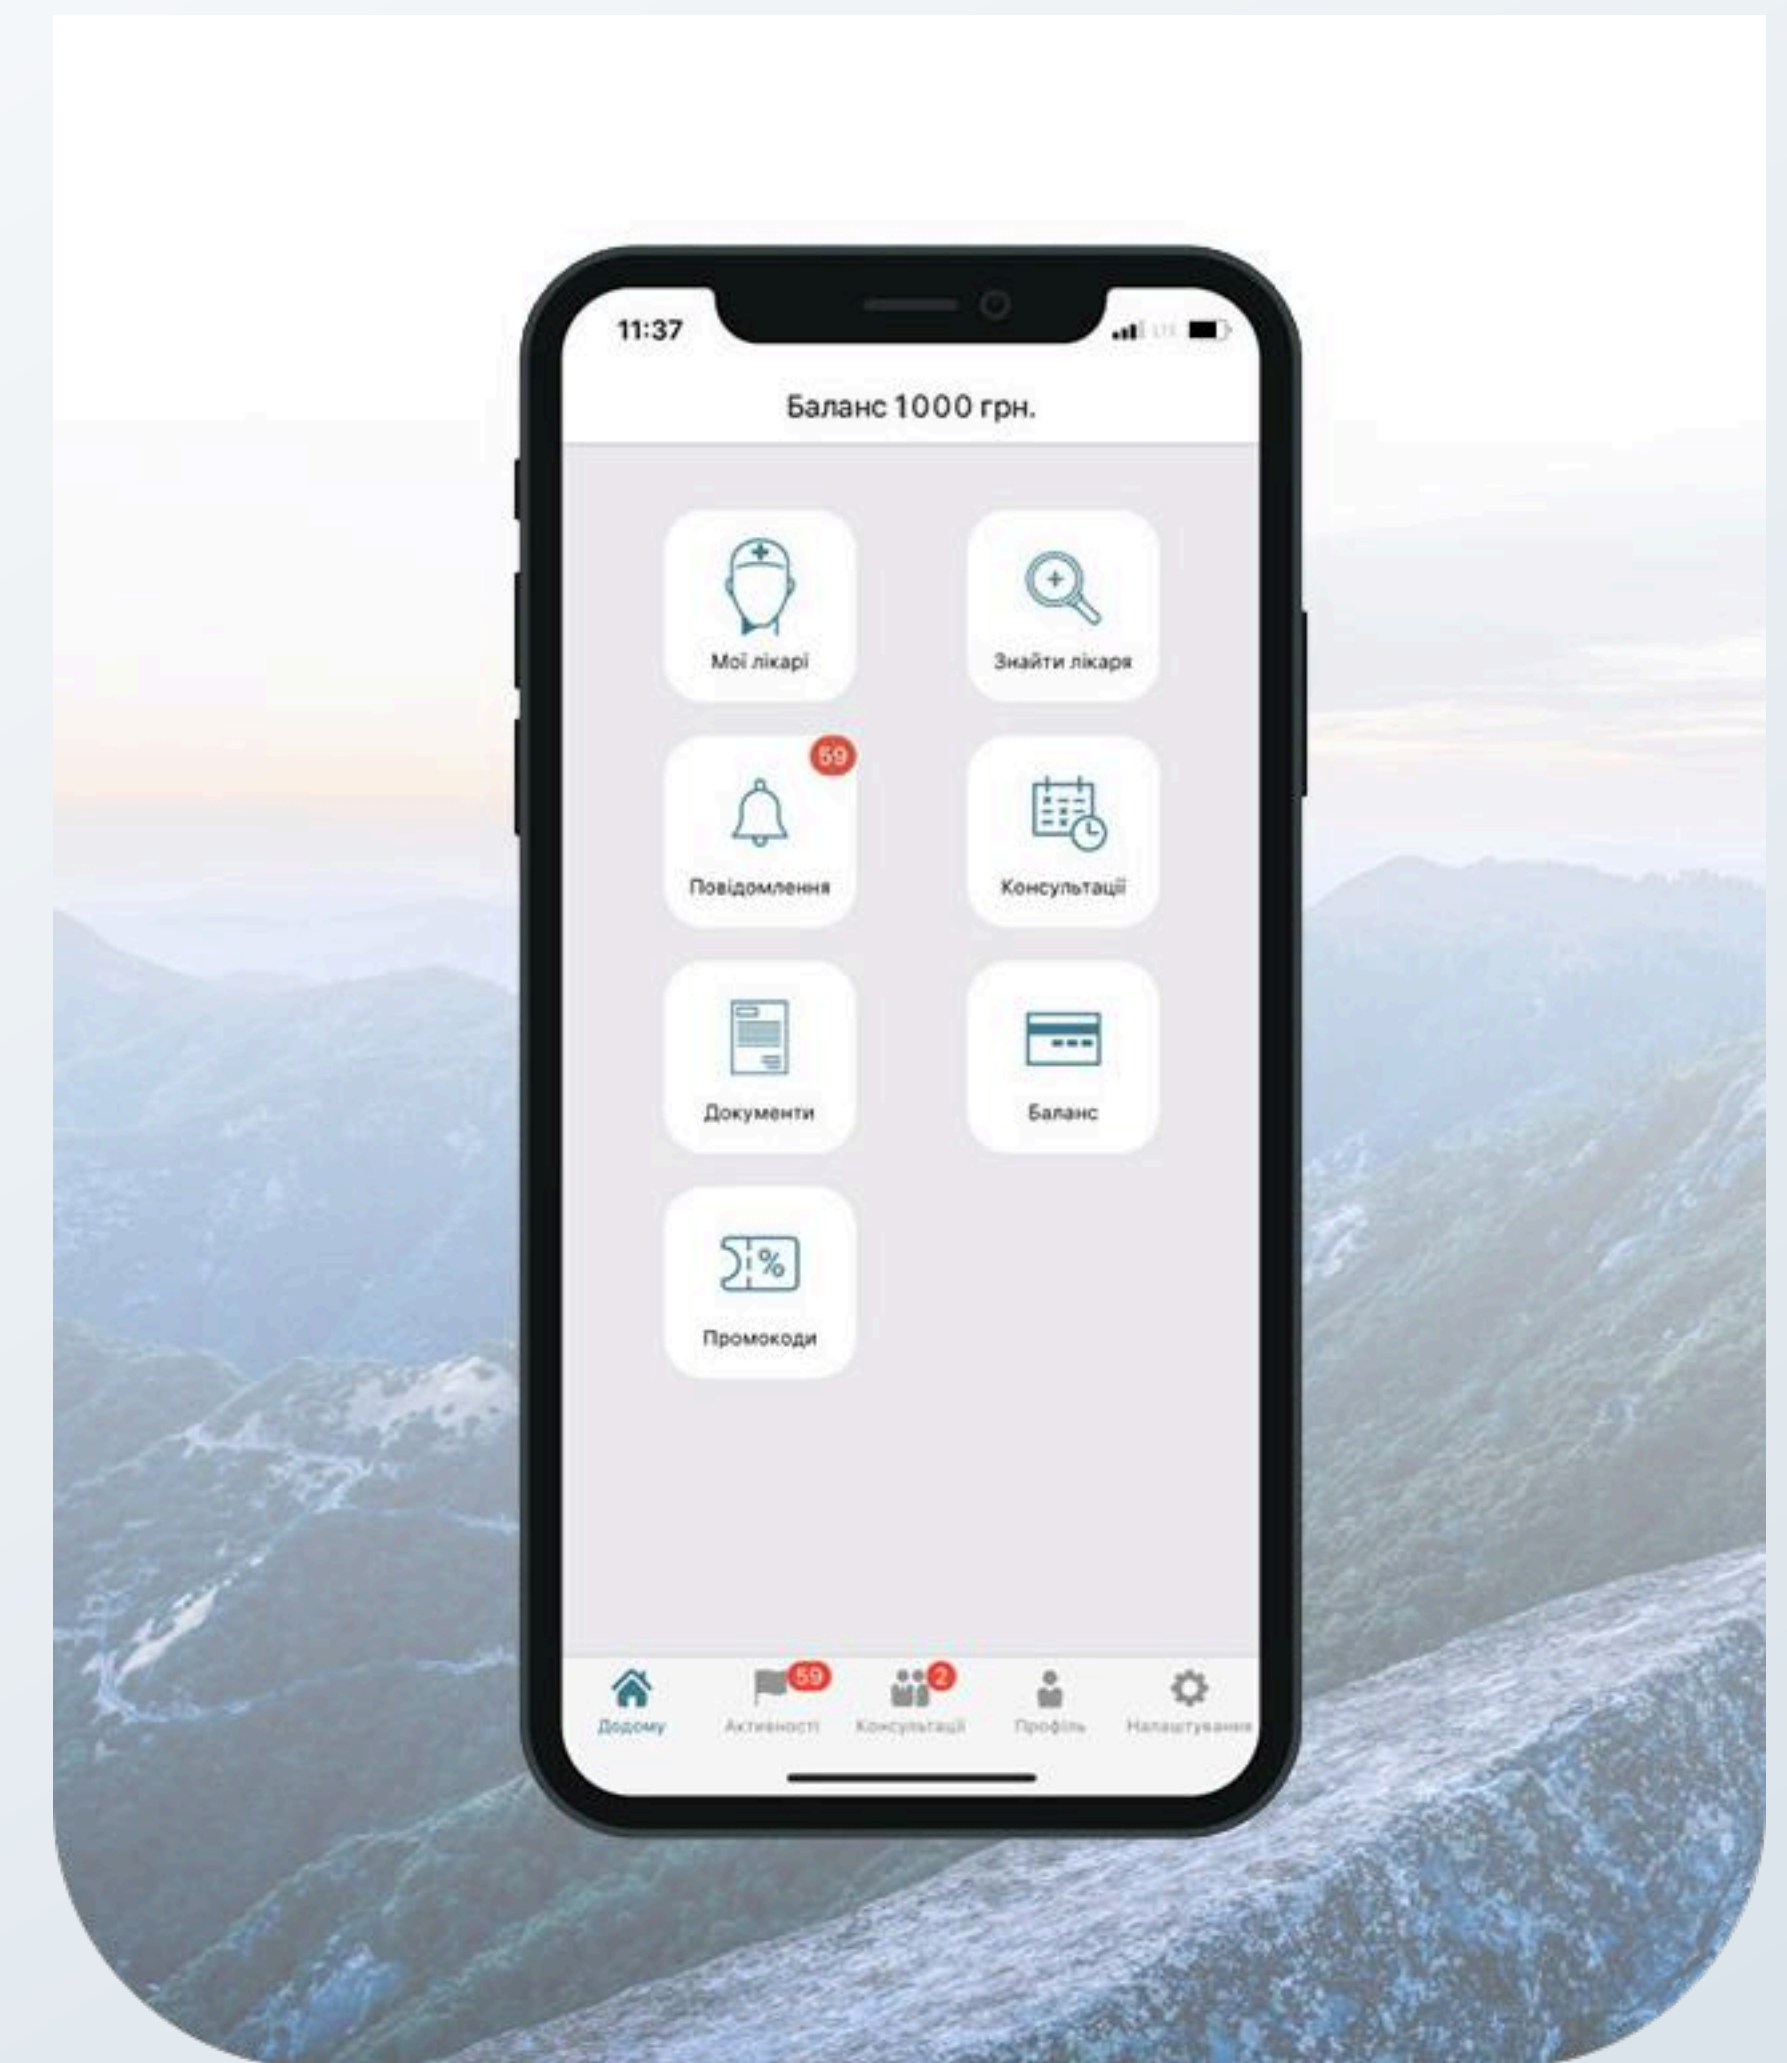 11:37
LTE
Баланс 1000 грн.
Мої лікарі
Знайти лікаря
59
Повідомлення
Консультації
Документи
Баланс
%
Промокоди
59
2
Додому
Активності
Консультації
Профіль
Налаштування